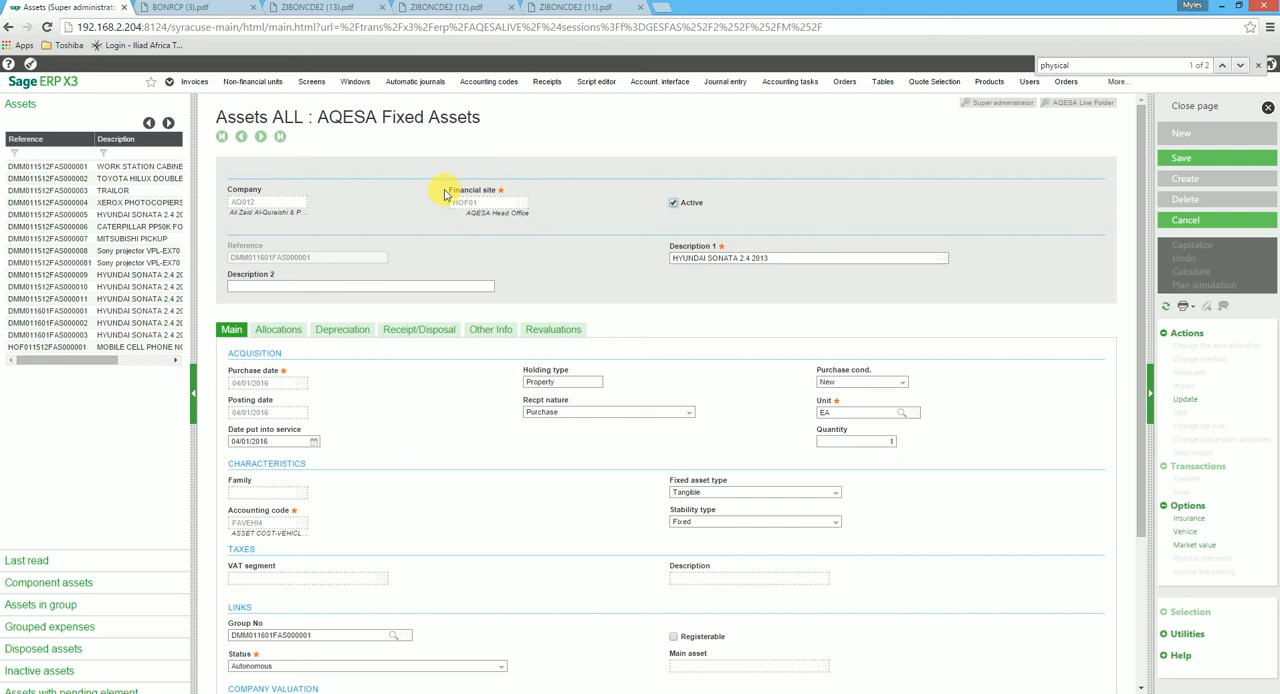 Assets (Super administrat
BONRCP (3).pdf
ZIBONCDE2 (13).pdf
ZIBONCDE2 (12).pdf
ZIBONCDE2 (11).pdf
Myles
192.168.2.204:8124/syracuse-main/html/main.html?url=%2Ftrans%2Fx3%2Ferp%2FAQESALIVE%2F%24sessions%3Ff%3DGESFAS%252F2%252F%252FM%252F
Apps
Toshiba
Login - Iliad Africa T...
physical
1 of 2
Sage ERP X3
Invoices
Non-financial units
Screens
Windows
Automatic journals
Accounting codes
Receipts
Script editor
Account. interface
Journal entry
Accounting tasks
Orders
Tables
Quote Selection
Products
Users
Orders
More...
Assets
Reference
Description
DMM011512FAS000001 WORK STATION CABINE
DMM011512FAS000002 TOYOTA HILUX DOUBLE
DMM011512FAS000003 TRAILOR
DMM011512FAS000004 XEROX PHOTOCOPIERS
DMM011512FAS000005 HYUNDAI SONATA 2.4 20
DMM011512FAS000006 CATERPILLAR PP50K FO
DMM011512FAS000007 MITSUBISHI PICKUP
DMM011512FAS000008 Sony projector VPL-EX70
DMM011512FAS000081 Sony projector VPL-EX70
DMM011512FAS000009 HYUNDAI SONATA 2.4 20
DMM011512FAS000010 HYUNDAI SONATA 2.4 20
DMM011512FAS000011 HYUNDAI SONATA 2.4 20
DMM011601FAS000001 HYUNDAI SONATA 2.4 20
DMM011601FAS000002 HYUNDAI SONATA 2.4 20
DMM011601FAS000003 HYUNDAI SONATA 2.4 20
HOF011512FAS000001 MOBILE CELL PHONE NO
Last read
Component assets
Assets in group
Grouped expenses
Disposed assets
Inactive assets
Assets with pending element
Super administrator
AQESA Live Folder
Assets ALL : AQESA Fixed Assets
Company
AQ012
Ali Zaid Al-Quraishi & P...
Financial site *
HOF01
AQESA Head Office
Active
Reference
DMM011601FAS000001
Description 1 *
HYUNDAI SONATA 2.4 2013
Description 2
Main
Allocations
Depreciation
Receipt/Disposal
Other Info
Revaluations
ACQUISITION
Purchase date *
04/01/2016
Holding type
Property
Purchase cond.
New
Posting date
04/01/2016
Recpt nature
Purchase
Unit *
EA
Date put into service
04/01/2016
Quantity
1
CHARACTERISTICS
Family
Fixed asset type
Tangible
Accounting code *
FAVEHI4
ASSET COST-VEHICL...
Stability type
Fixed
TAXES
VAT segment
Description
LINKS
Group No
DMM011601FAS000001
Registerable
Status *
Autonomous
Main asset
COMPANY VALUATION
Close page
New
Save
Create
Delete
Cancel
Capitalize
Undo
Calculate
Plan simulation
Actions
Change the acct allocation
Change method
Revaluate
Impair
Update
Split
Change tax rule
Change concession attributes
Skip/restart
Transactions
Transfer
Issue
Options
Insurance
Vehicle
Market value
Physical elements
Journal traceability
Selection
Utilities
Help